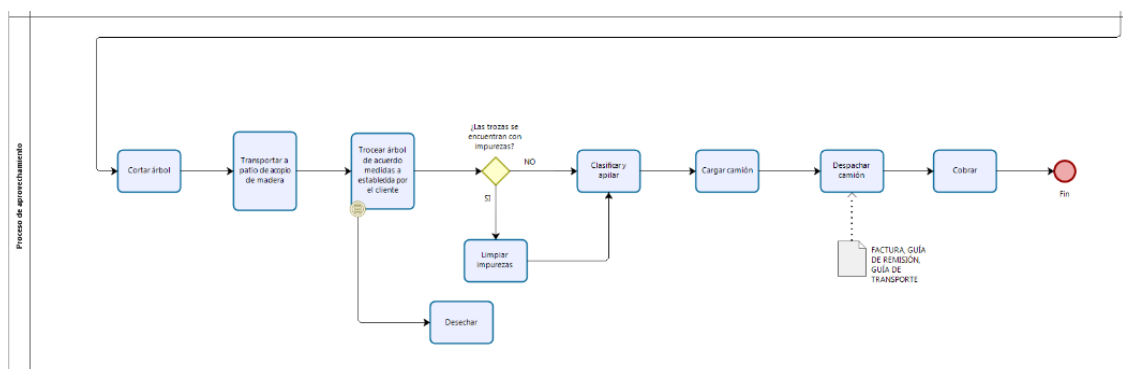 Proceso de aprovechamiento
Cortar árbol
Transportar a
patio de acopio
de madera
Trocear árbol
de acuerdo
medidas a
establedida por
el cliente
¿Las trozas se
encuentran con
impurezas?
NO
SI
Limpiar
impurezas
Desechar
Clasificar y
apilar
Cargar camión
Despachar
camión
FACTURA, GUÍA
DE REMISIÓN,
GUÍA DE
TRANSPORTE
Cobrar
Fin